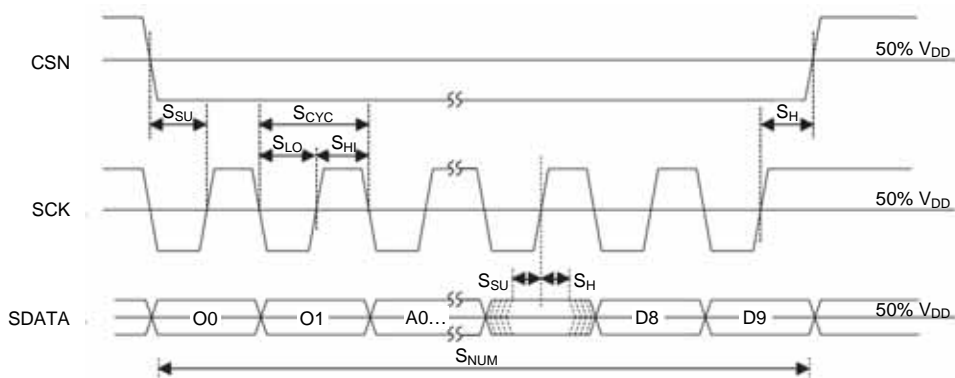 CSN
50% VDD
SSU
SCYC
SH
SLO
SHI
SCK
50% VDD
SSU
SH
SDATA
O0
O1
A0...
D8
D9
50% VDD
SNUM